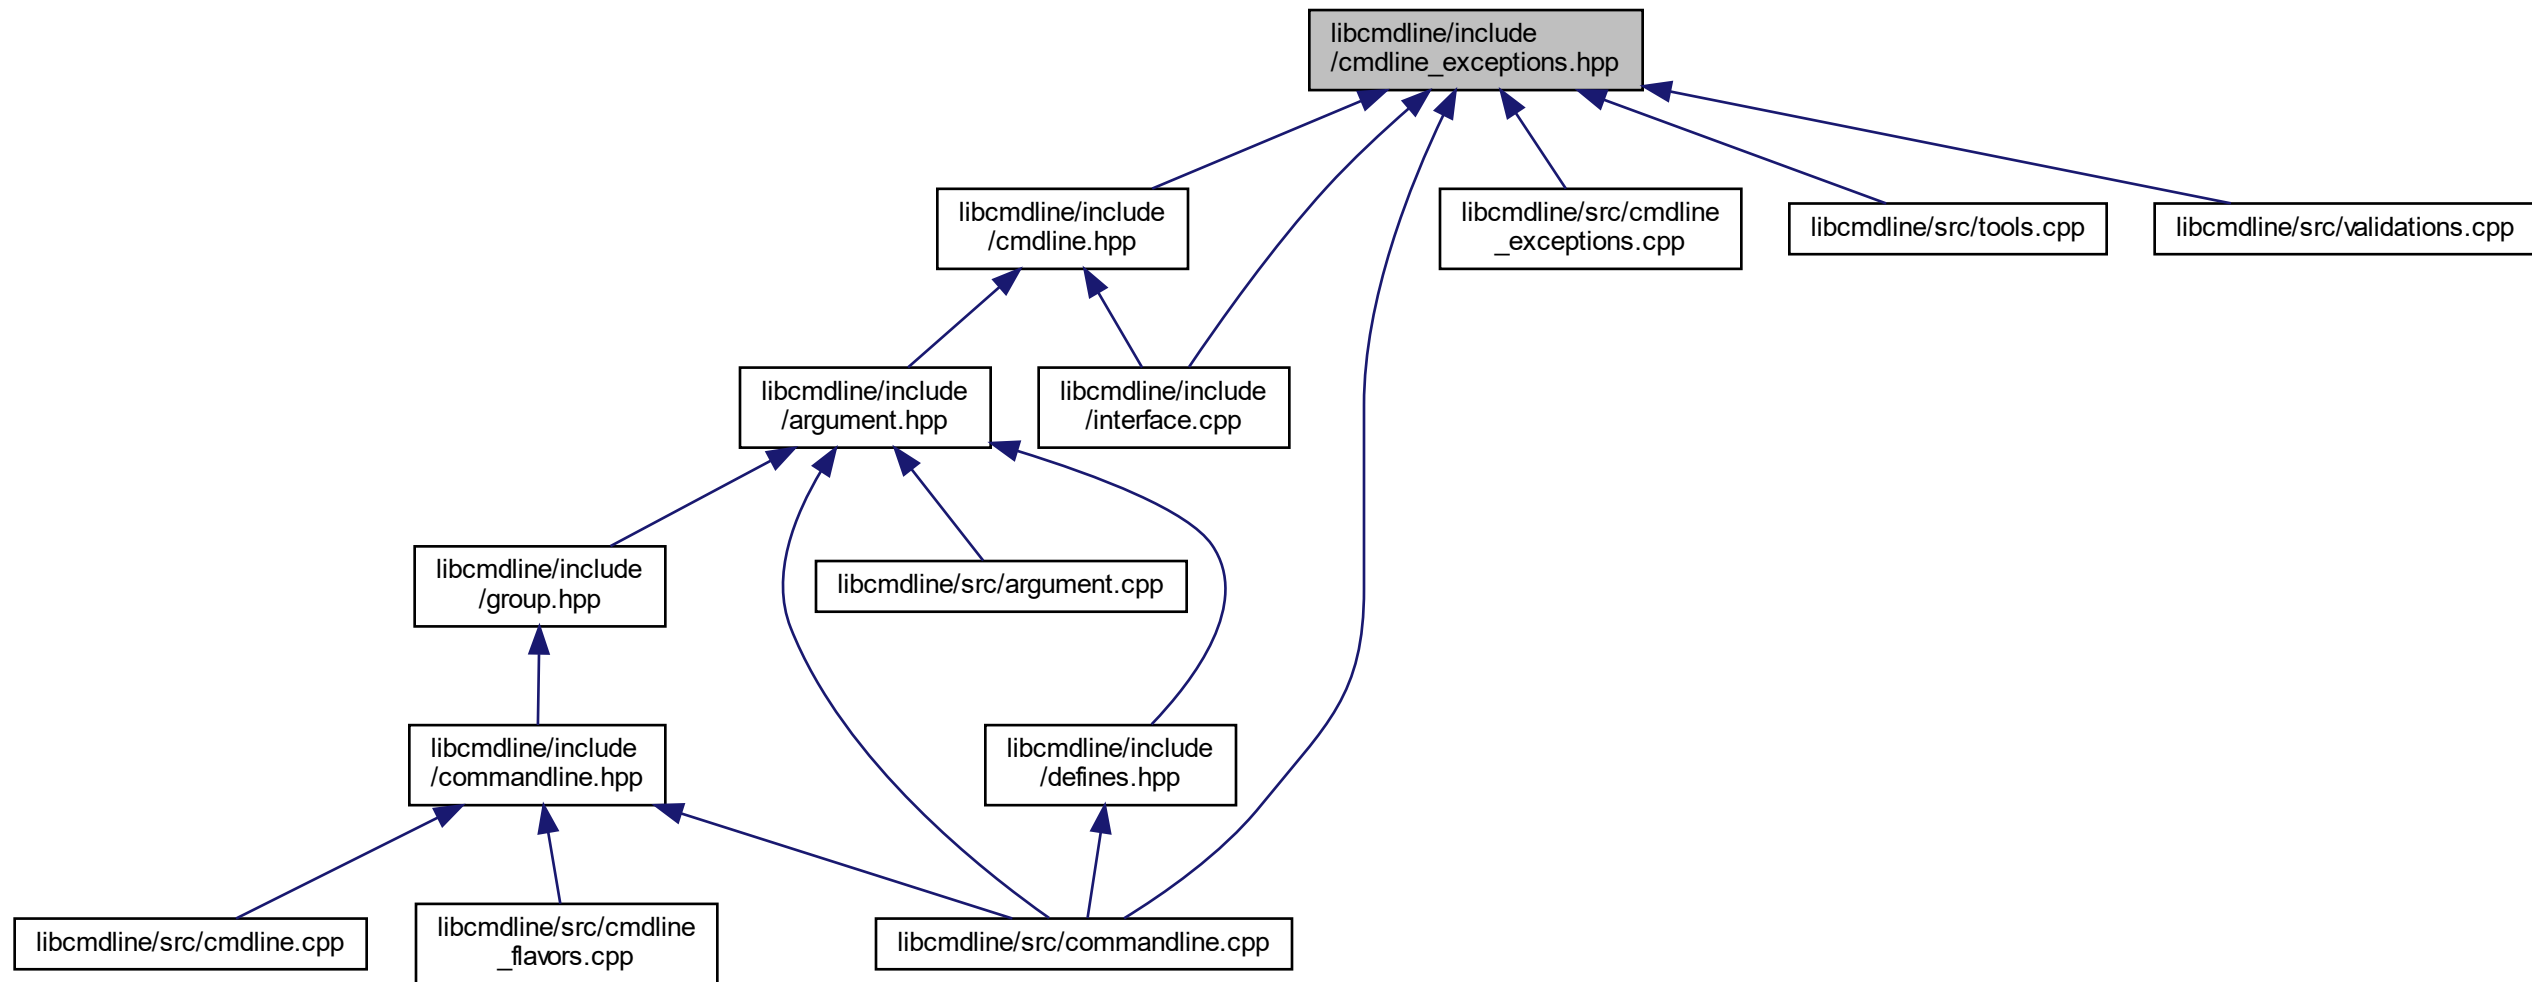 libcmdline/include
/cmdline_exceptions.hpp
libcmdline/include
/cmdline.hpp
libcmdline/src/cmdline
_exceptions.cpp
libcmdline/src/tools.cpp
libcmdline/src/validations.cpp
libcmdline/include
/argument.hpp
libcmdline/include
/interface.cpp
libcmdline/include
/group.hpp
libcmdline/src/argument.cpp
libcmdline/include
/commandline.hpp
libcmdline/include
/defines.hpp
libcmdline/src/cmdline.cpp
libcmdline/src/cmdline
_flavors.cpp
libcmdline/src/commandline.cpp